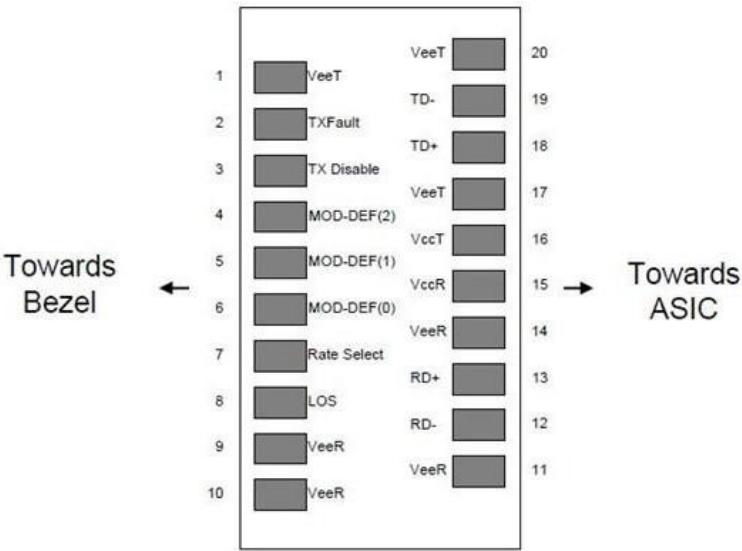 VeeT 20
1 VeeT
TD- 19
2 TXFault
TD+ 18
3 TX Disable
VeeT 17
4 MOD-DEF(2)
VccT 16
5 MOD-DEF(1)
Towards
Bezel
VccR 15
Towards
ASIC
6 MOD-DEF(0)
VeeR 14
7 Rate Select
RD+ 13
8 LOS
RD- 12
9 VeeR
VeeR 11
10 VeeR